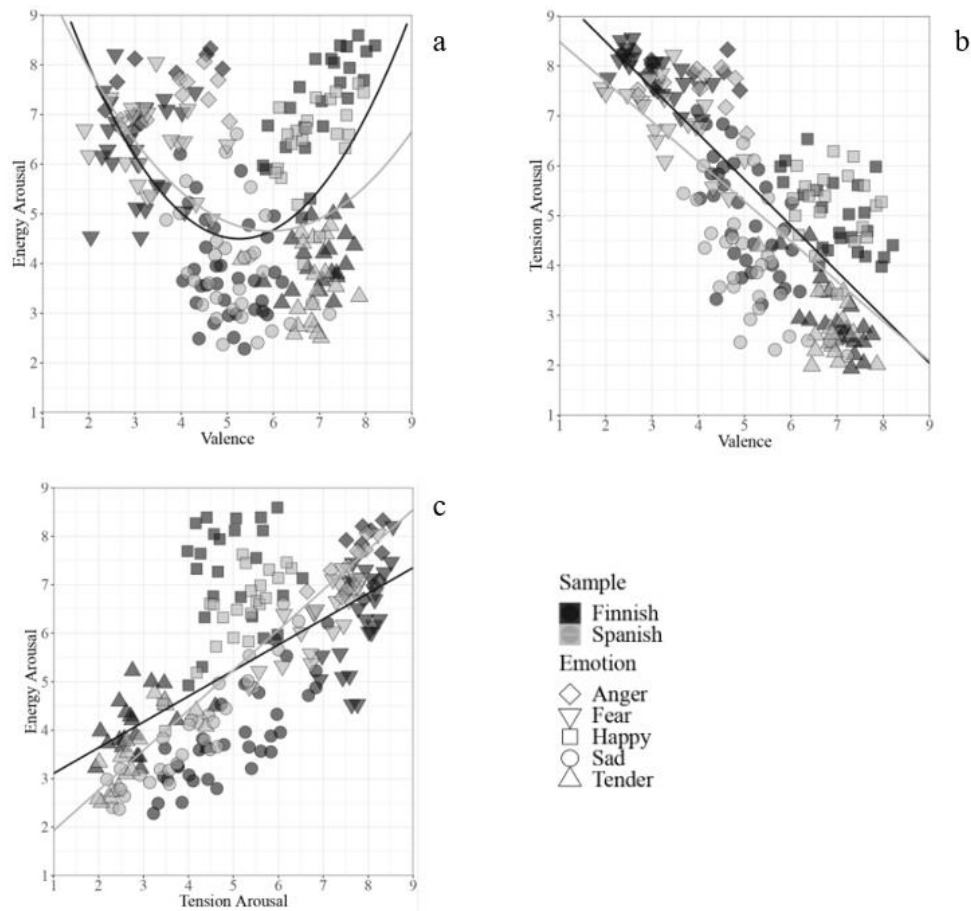 a
9
8
7
6
5
4
3
2
1
Energy Arousal
1 2 3 4 5 6 7 8 9
Valence
b
9
8
7
6
5
4
3
2
1
Tension Arousal
1 2 3 4 5 6 7 8 9
Valence
c
9
8
7
6
5
4
3
2
1
Energy Arousal
1 2 3 4 5 6 7 8 9
Tension Arousal
Sample
Finnish
Spanish
Emotion
Anger
Fear
Happy
Sad
Tender